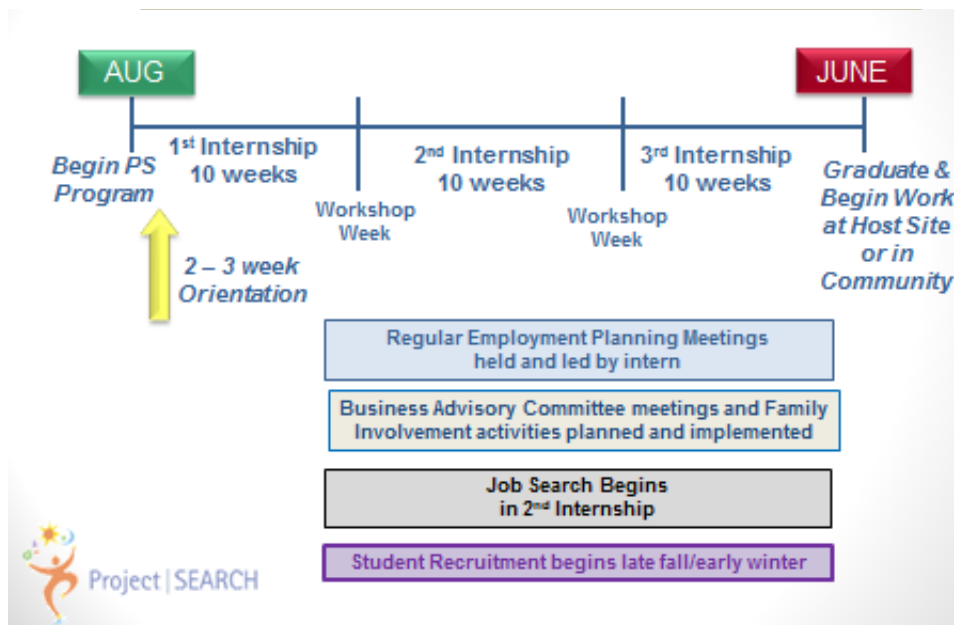 AUG
JUNE
Begin PS
Program
1st Internship
10 weeks
2nd Internship
10 weeks
3rd Internship
10 weeks
Graduate &
Begin Work
at Host Site
or in
Community
Workshop
Week
Workshop
Week
2 – 3 week
Orientation
Regular Employment Planning Meetings
held and led by intern
Business Advisory Committee meetings and Family
Involvement activities planned and implemented
Job Search Begins
in 2nd Internship
Student Recruitment begins late fall/early winter
Project | SEARCH